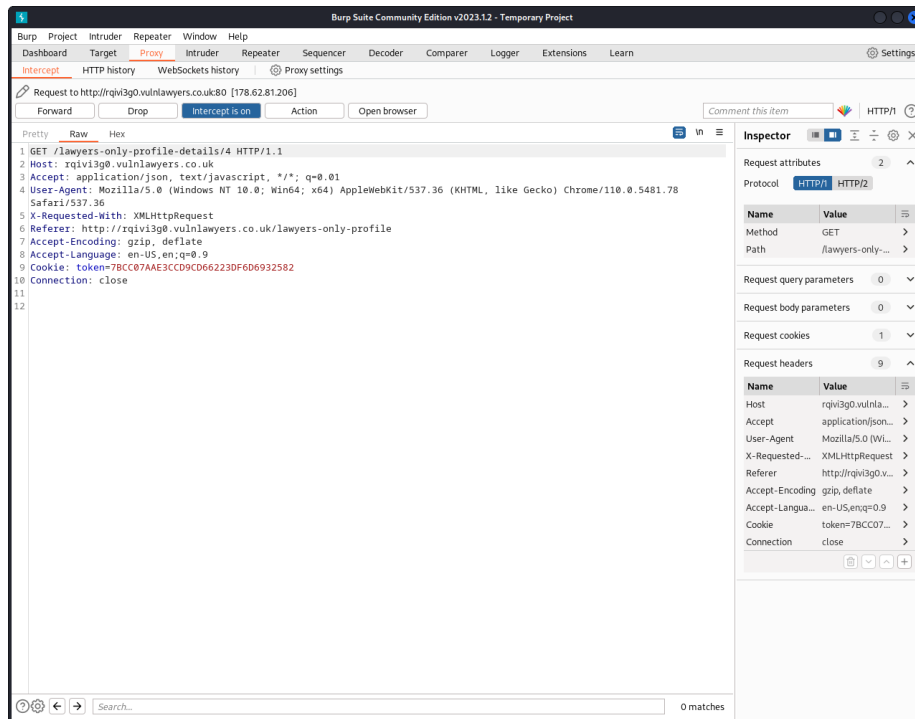 Burp Suite Community Edition v2023.1.2 - Temporary Project
Burp Project Intruder Repeater Window Help
Dashboard Target Proxy Intruder Repeater Sequencer Decoder Comparer Logger Extensions Learn Settings
Intercept HTTP history WebSockets history Proxy settings
Request to http://rqivi3g0.vulnlawyers.co.uk:80 [178.62.81.206]
Forward Drop Intercept is on Action Open browser Comment this item HTTP/1
Pretty Raw Hex \n
1 GET /lawyers-only-profile-details/4 HTTP/1.1
2 Host: rqivi3g0.vulnlawyers.co.uk
3 Accept: application/json, text/javascript, */*; q=0.01
4 User-Agent: Mozilla/5.0 (Windows NT 10.0; Win64; x64) AppleWebKit/537.36 (KHTML, like Gecko) Chrome/110.0.5481.78
Safari/537.36
5 X-Requested-With: XMLHttpRequest
6 Referer: http://rqivi3g0.vulnlawyers.co.uk/lawyers-only-profile
7 Accept-Encoding: gzip, deflate
8 Accept-Language: en-US,en;q=0.9
9 Cookie: token=7BCC07AAE3CCD9CD66223DF6D6932582
10 Connection: close
11
12
Search... 0 matches
Inspector
Request attributes 2
Protocol HTTP/1 HTTP/2
Name Value
Method GET
Path /lawyers-only-...
Request query parameters 0
Request body parameters 0
Request cookies 1
Request headers 9
Name Value
Host rqivi3g0.vulnla...
Accept application/json...
User-Agent Mozilla/5.0 (Wi...
X-Requested-... XMLHttpRequest
Referer http://rqivi3g0.v...
Accept-Encoding gzip, deflate
Accept-Langua... en-US,en;q=0.9
Cookie token=7BCC07...
Connection close